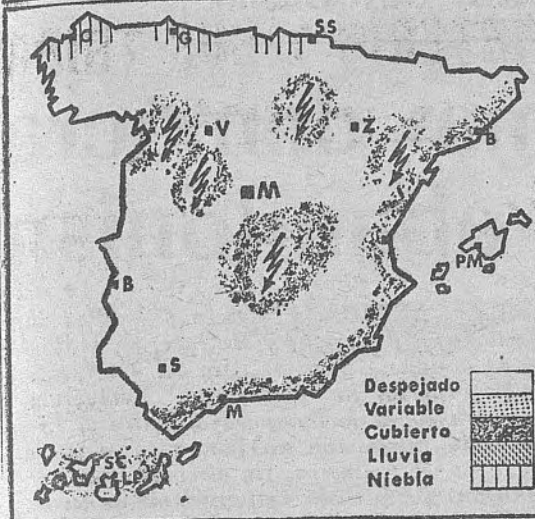 C
G
SS
V
Z
B
M
PM
B
S
M
SC
LP
Despejado
Variable
Cubierto
Lluvia
Niebla